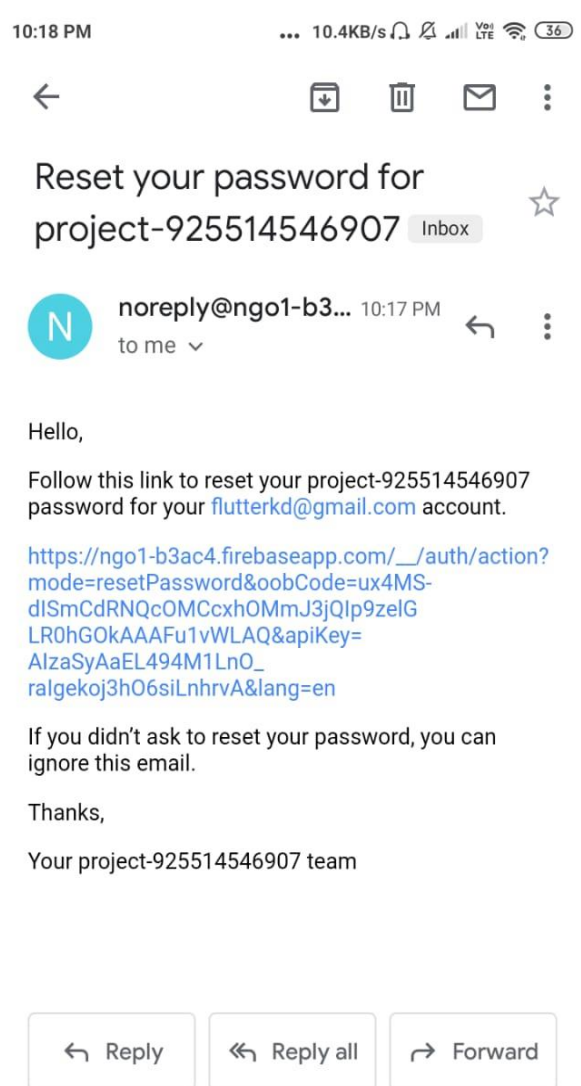 10:18 PM ... 10.4KB/s Vo) LTE 36
Reset your password for
project-925514546907 Inbox
N noreply@ngo1-b3... 10:17 PM
to me
Hello,
Follow this link to reset your project-925514546907
password for your flutterkd@gmail.com account.
https://ngo1-b3ac4.firebaseapp.com/__/auth/action?
mode=resetPassword&oobCode=ux4MS-
dISmCdRNQcOMCcxhOMmJ3jQIp9zelG
LR0hGOkAAAFu1vWLAQ&apiKey=
AIzaSyAaEL494M1LnO_
raIgekoj3hO6siLnhrvA&lang=en
If you didn’t ask to reset your password, you can
ignore this email.
Thanks,
Your project-925514546907 team
Reply Reply all Forward